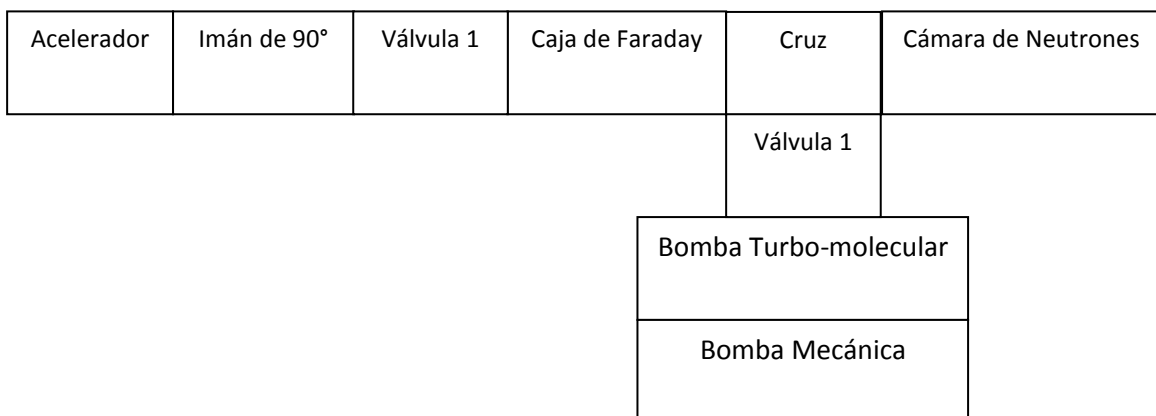 Acelerador
Imán de 90°
Válvula 1
Caja de Faraday
Cruz
Cámara de Neutrones
Válvula 1
Bomba Turbo-molecular
Bomba Mecánica